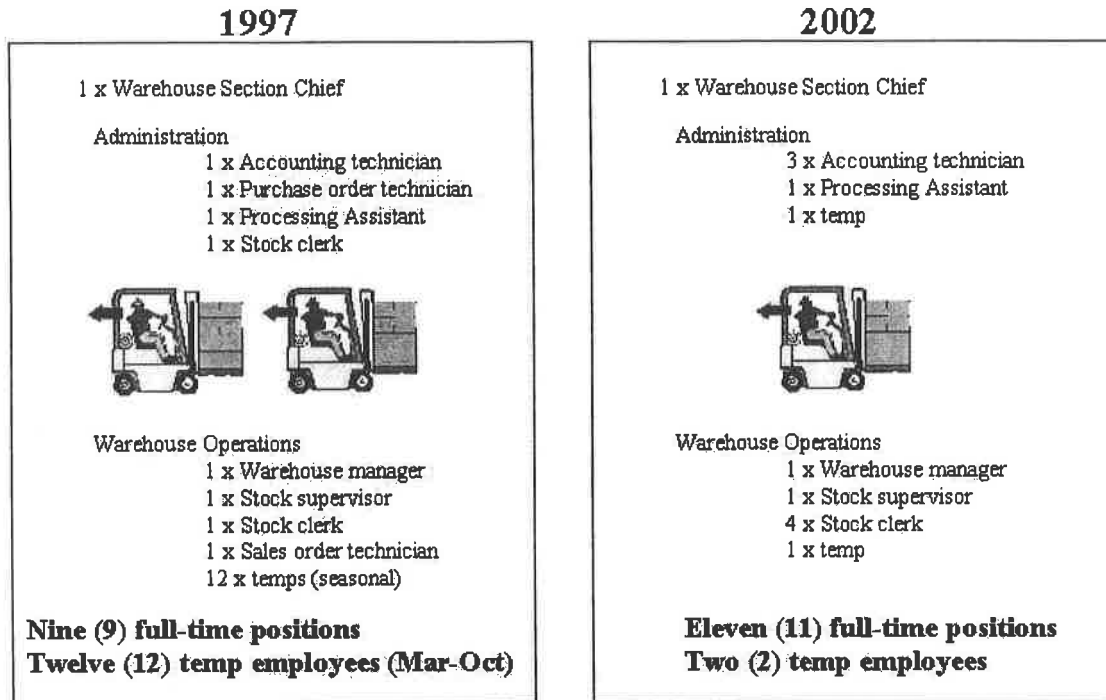 1997
1 x Warehouse Section Chief
Administration
1 x Accounting technician
1 x Purchase order technician
1 x Processing Assistant
1 x Stock clerk
Warehouse Operations
1 x Warehouse manager
1 x Stock supervisor
1 x Stock clerk
1 x Sales order technician
12 x temps (seasonal)
Nine (9) full-time positions
Twelve (12) temp employees (Mar-Oct)
2002
1 x Warehouse Section Chief
Administration
3 x Accounting technician
1 x Processing Assistant
1 x temp
Warehouse Operations
1 x Warehouse manager
1 x Stock supervisor
4 x Stock clerk
1 x temp
Eleven (11) full-time positions
Two (2) temp employees